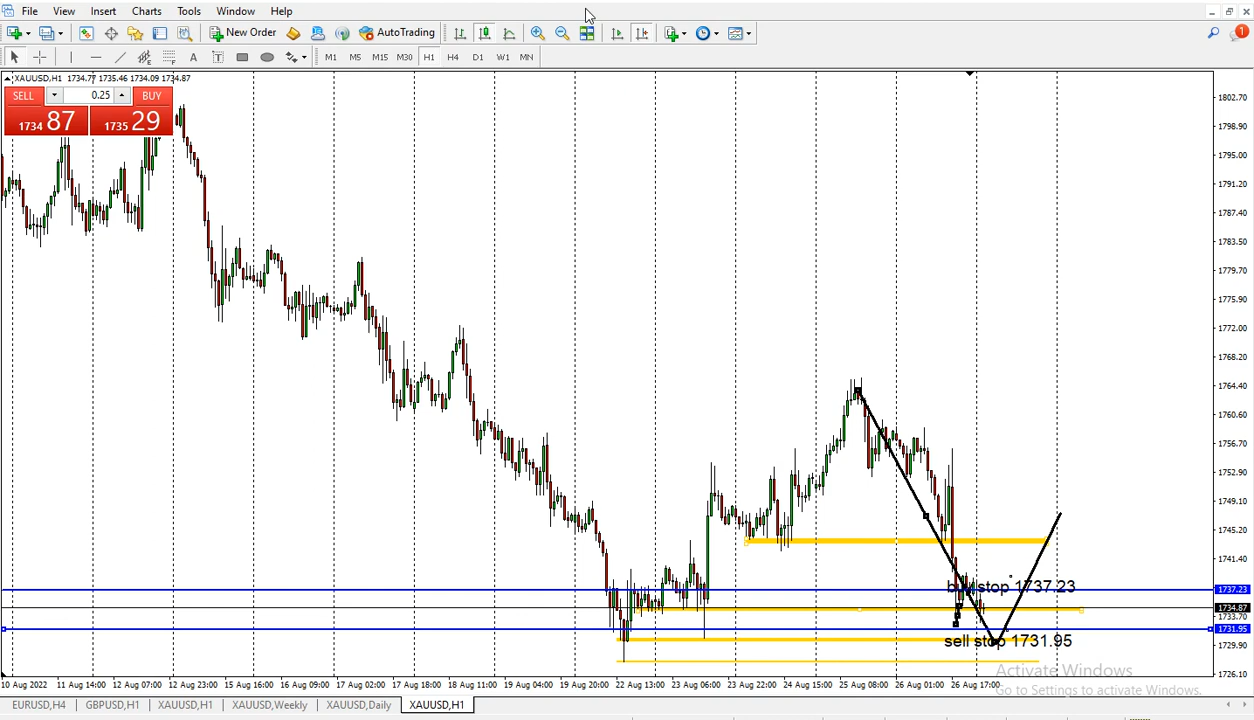 File View Insert Charts Tools Window Help
New Order AutoTrading 1
A T M1 M5 M15 M30 H1 H4 D1 W1 MN
XAUUSD,H1 1734.77 1735.46 1734.09 1734.87
SELL 0.25 BUY
1734 87 1735 29
1802.70
1798.90
1795.00
1791.20
1787.40
1783.50
1779.70
1775.90
1772.00
1768.20
1764.40
1760.60
1756.70
1752.90
1749.10
1745.20
1741.40
buy stop 1737.23
1737.23
1734.87
1733.70
1731.95
sell stop 1731.95
1729.90
1726.10
Activate Windows
Go to Settings to activate Windows.
10 Aug 2022 11 Aug 14:00 12 Aug 07:00 12 Aug 23:00 15 Aug 16:00 16 Aug 09:00 17 Aug 02:00 17 Aug 18:00 18 Aug 11:00 19 Aug 04:00 19 Aug 20:00 22 Aug 13:00 23 Aug 06:00 23 Aug 22:00 24 Aug 15:00 25 Aug 08:00 26 Aug 01:00 26 Aug 17:00
EURUSD,H4 GBPUSD,H1 XAUUSD,H1 XAUUSD,Weekly XAUUSD,Daily XAUUSD,H1